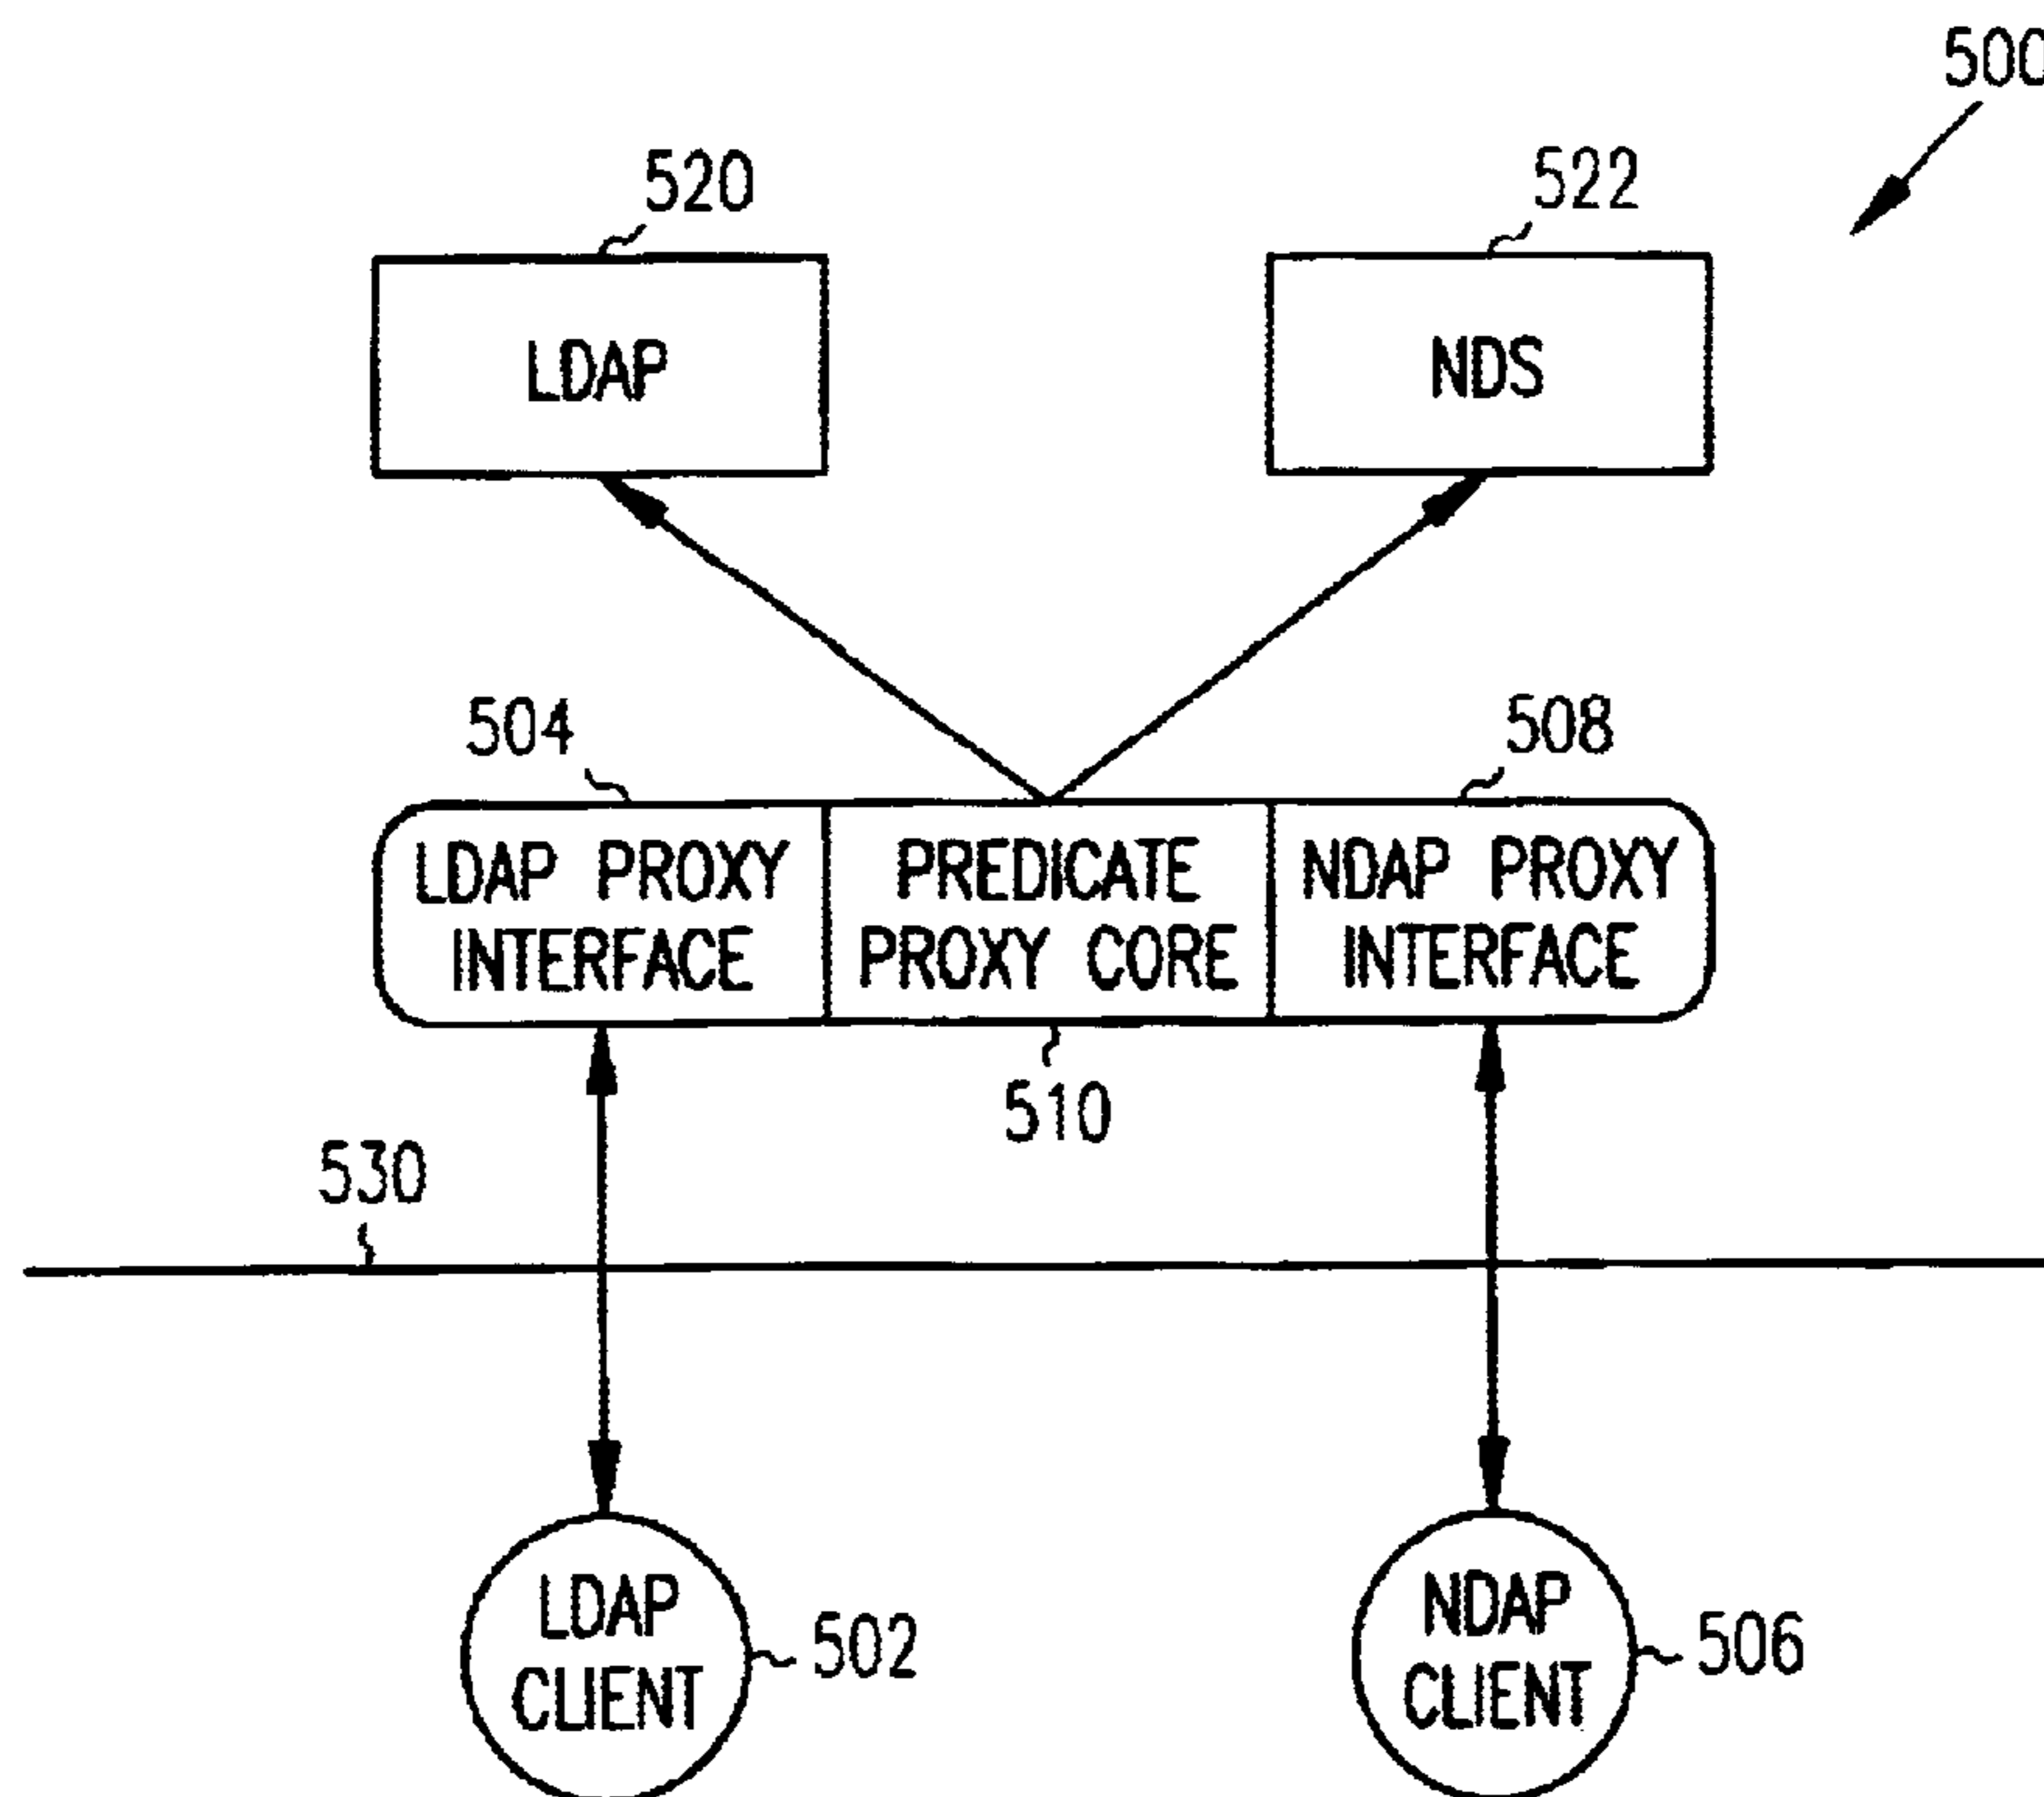 500
520
522
LDAP
NDS
504
508
LDAP PROXY
INTERFACE
PREDICATE
PROXY CORE
NDAP PROXY
INTERFACE
510
530
LDAP
CLIENT
502
NDAP
CLIENT
506